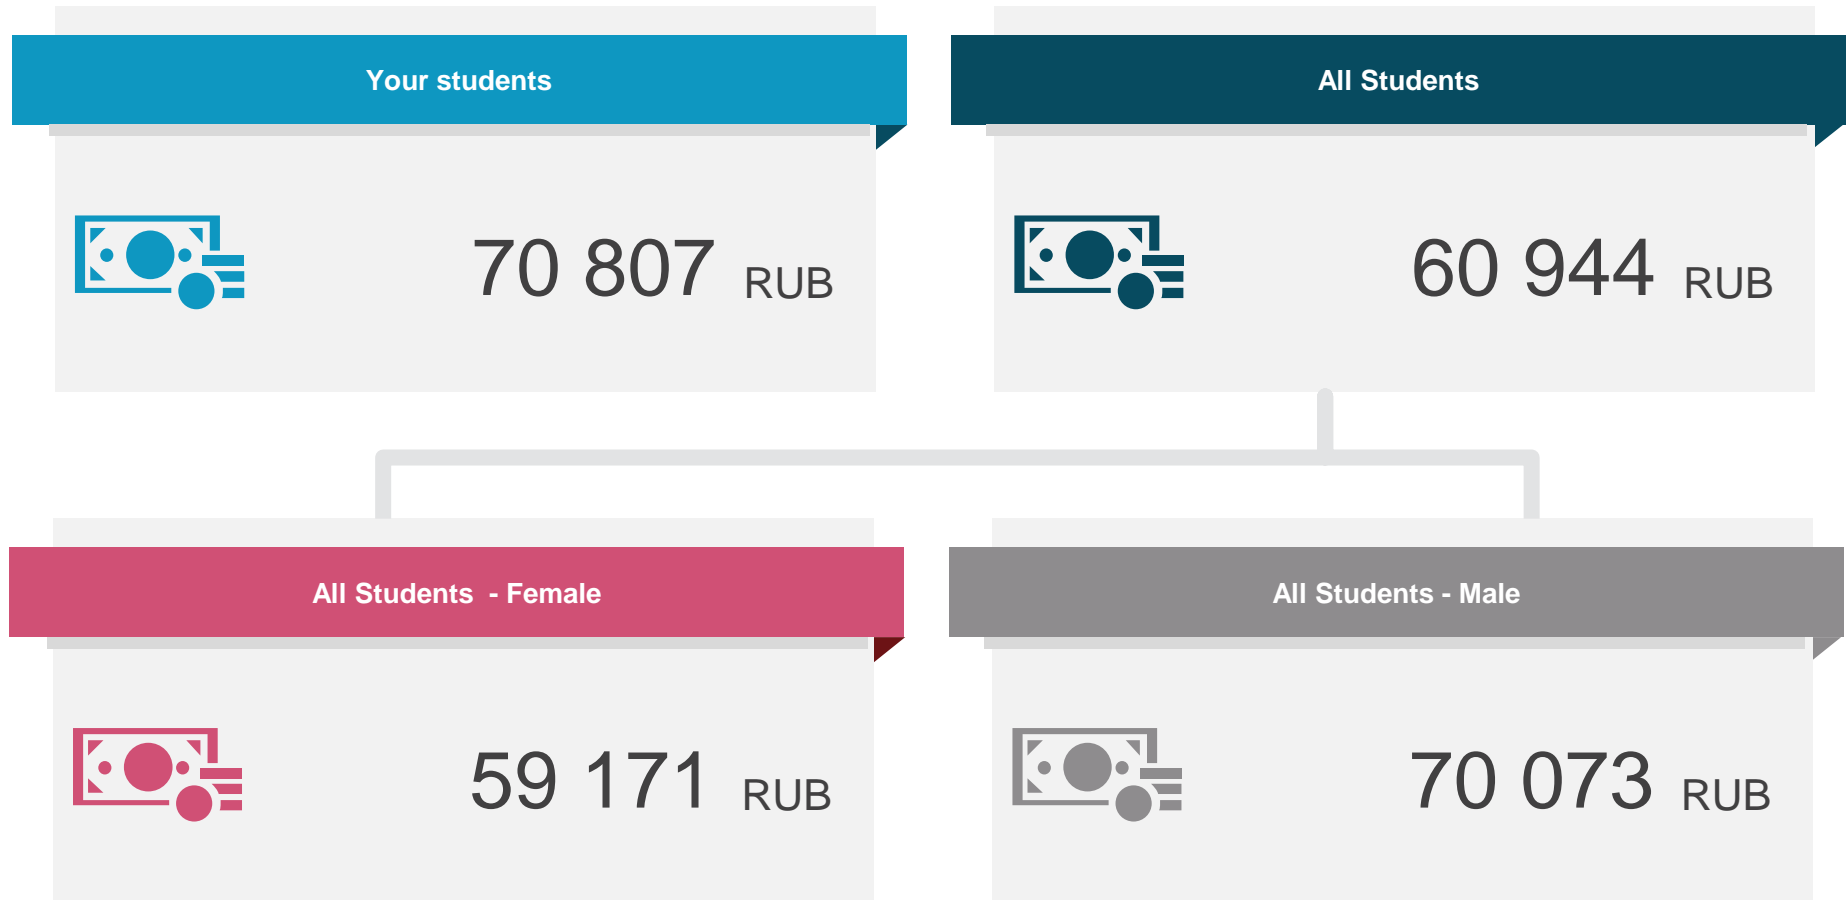 Your students
All Students
70 807 RUB
60 944 RUB
All Students  - Female
All Students - Male
59 171 RUB
70 073 RUB